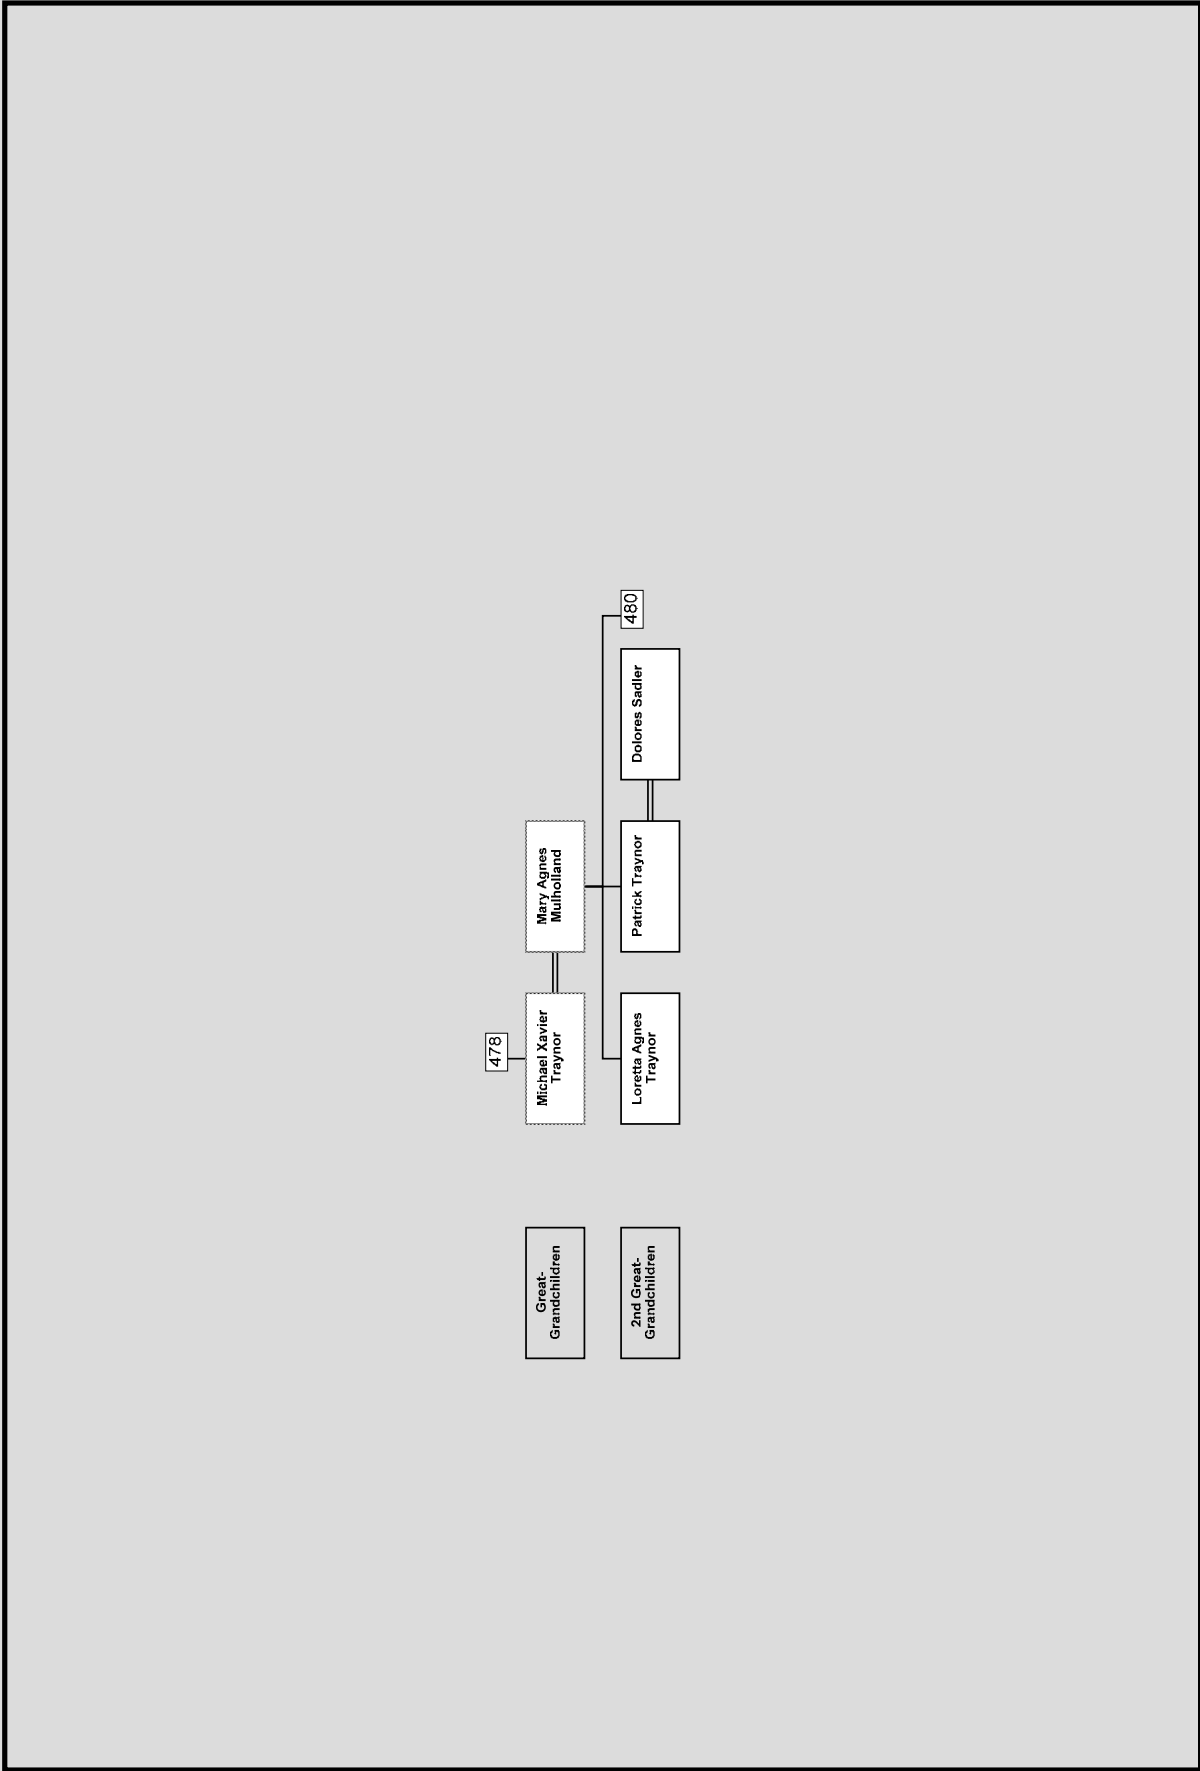 478
Great-
Grandchildren
Michael Xavier
Traynor
Mary Agnes
Mulholland
2nd Great-
Grandchildren
Loretta Agnes
Traynor
Patrick Traynor
Dolores Sadler
480